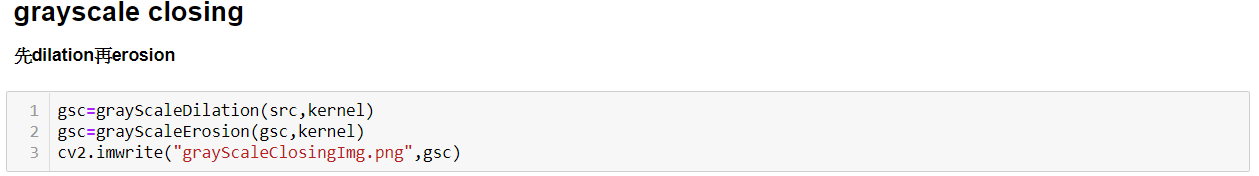 grayscale closing
先dilation再erosion
1 gsc=grayScaleDilation(src,kernel)
2 gsc=grayScaleErosion(gsc,kernel)
3 cv2.imwrite("grayScaleClosingImg.png",gsc)